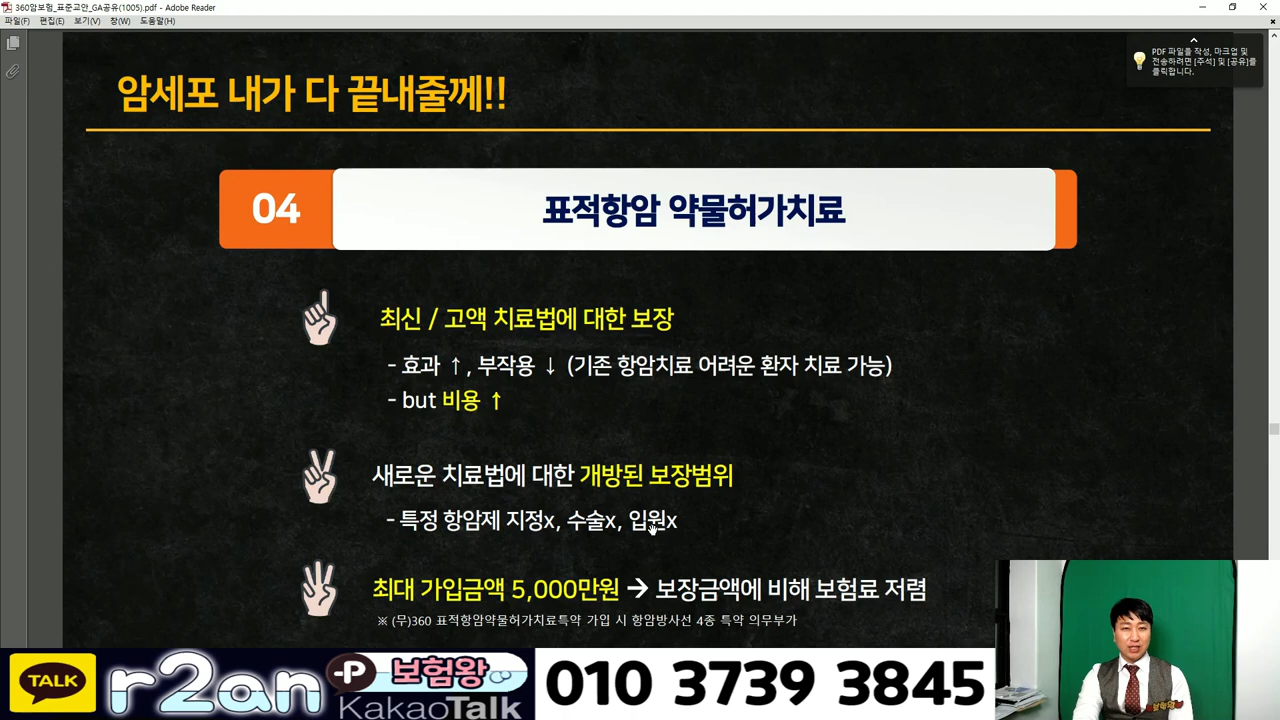 360암보험_표준교안_GA공유(1005).pdf - Adobe Reader
파일(F) 편집(E) 보기(V) 창(W) 도움말(H)
PDF 파일을 작성, 마크업 및
전송하려면 [주석] 및 [공유]를
클릭합니다.
암세포 내가 다 끝내줄께!!
04
표적항암 약물허가치료
최신 / 고액 치료법에 대한 보장
- 효과 ↑, 부작용 ↓ (기존 항암치료 어려운 환자 치료 가능)
- but 비용 ↑
새로운 치료법에 대한 개방된 보장범위
- 특정 항암제 지정x, 수술x, 입원x
최대 가입금액 5,000만원 → 보장금액에 비해 보험료 저렴
※ (무)360 표적항암약물허가치료특약 가입 시 항암방사선 4종 특약 의무부가
TALK
r2an
P 보험왕
KakaoTalk
010 3739 3845
보험왕